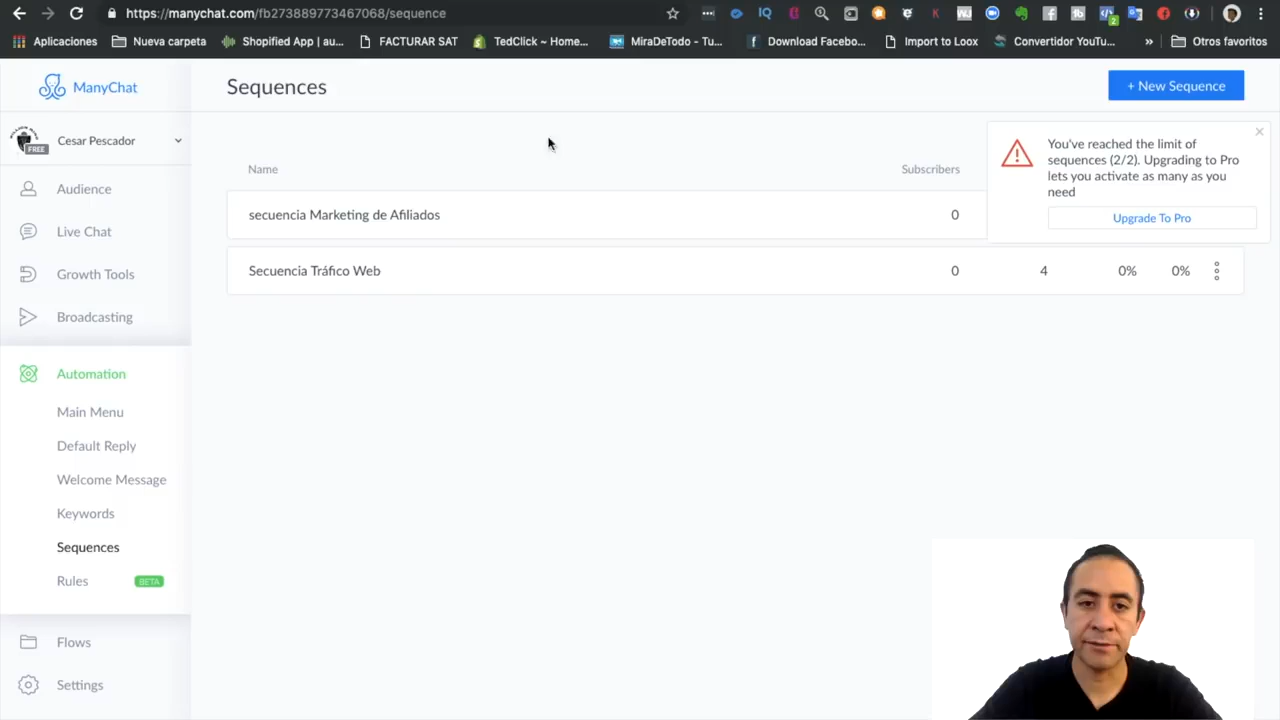 https://manychat.com/fb273889773467068/sequence
Aplicaciones
Nueva carpeta
Shopified App | au...
FACTURAR SAT
TedClick ~ Home...
MiraDeTodo - Tu...
Download Facebo...
Import to Loox
Convertidor YouTu...
»
Otros favoritos
ManyChat
Sequences
+ New Sequence
FREE
Cesar Pescador
You've reached the limit of
sequences (2/2). Upgrading to Pro
lets you activate as many as you
need
Upgrade To Pro
Name
Subscribers
Audience
Live Chat
Growth Tools
Broadcasting
secuencia Marketing de Afiliados
0
Secuencia Tráfico Web
0
4
0%
0%
Automation
Main Menu
Default Reply
Welcome Message
Keywords
Sequences
Rules
BETA
Flows
Settings